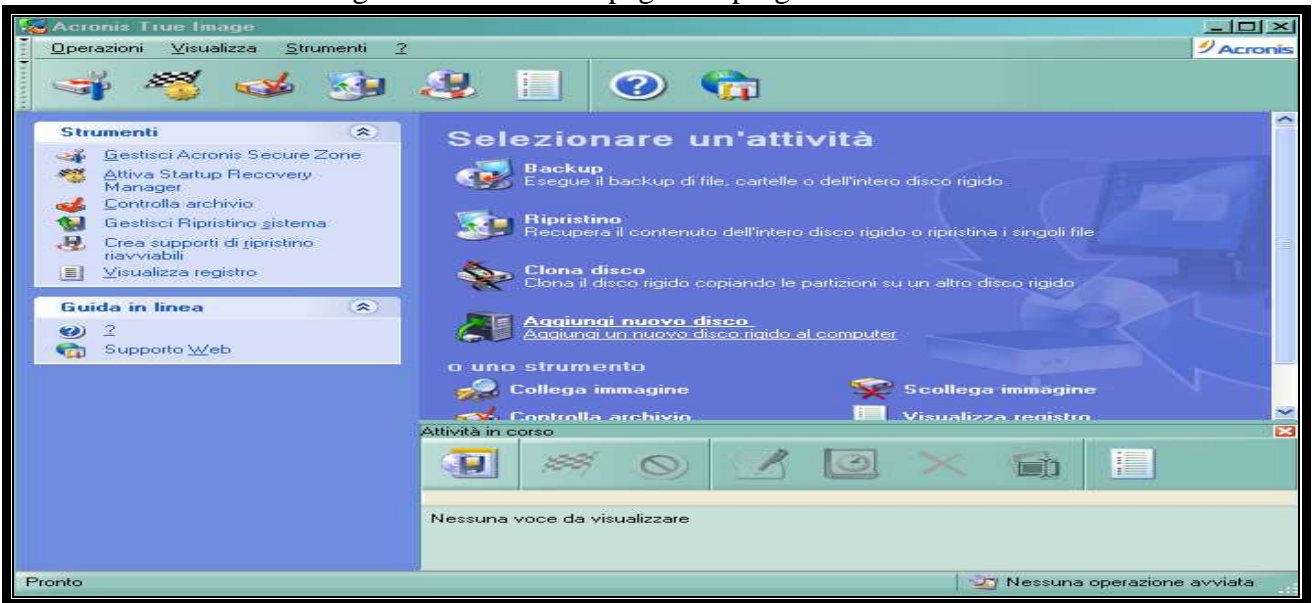 Acronis True Image
Operazioni Visualizza Strumenti ?
Acronis
Strumenti
Gestisci Acronis Secure Zone
Attiva Startup Recovery
Manager
Controlla archivio
Gestisci Ripristino sistema
Crea supporti di ripristino
riavviabili
Visualizza registro
Guida in linea
?
Supporto Web
Selezionare un'attività
Backup
Esegue il backup di file, cartelle o dell'intero disco rigido
Ripristino
Recupera il contenuto dell'intero disco rigido o ripristina i singoli file
Clona disco
Clona il disco rigido copiando le partizioni su un altro disco rigido
Aggiungi nuovo disco
Aggiungi un nuovo disco rigido al computer
o uno strumento
Collega immagine
Scollega immagine
Controlla archivio
Visualizza registro
Attività in corso
Nessuna voce da visualizzare
Pronto
Nessuna operazione avviata